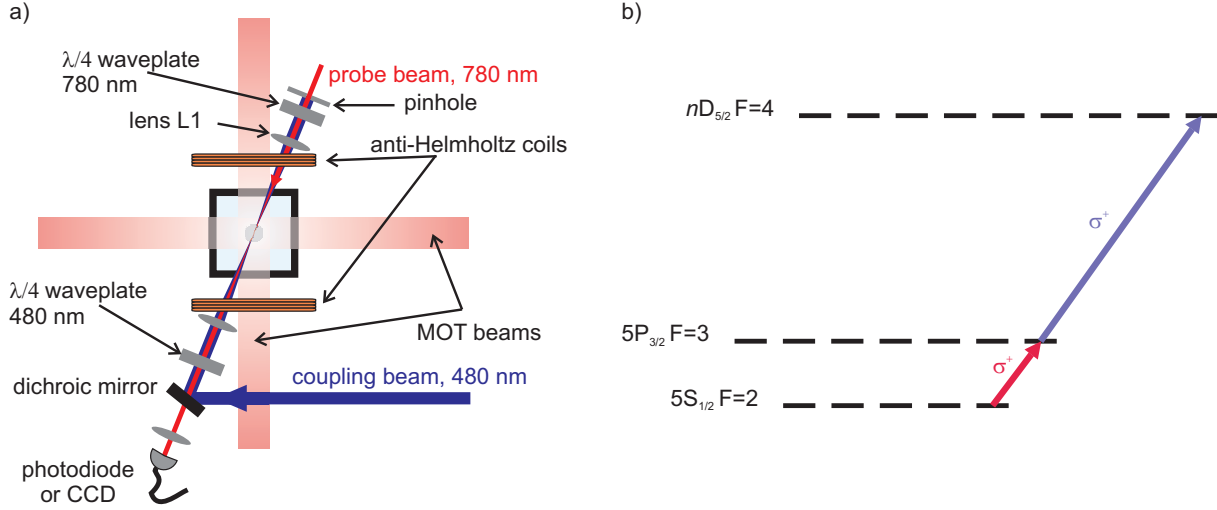 a)
λ/4 waveplate
780 nm
probe beam, 780 nm
pinhole
lens L1
anti-Helmholtz coils
λ/4 waveplate
480 nm
MOT beams
dichroic mirror
coupling beam, 480 nm
photodiode
or CCD
b)
nD5/2 F=4
σ+
5P3/2 F=3
σ+
5S1/2 F=2